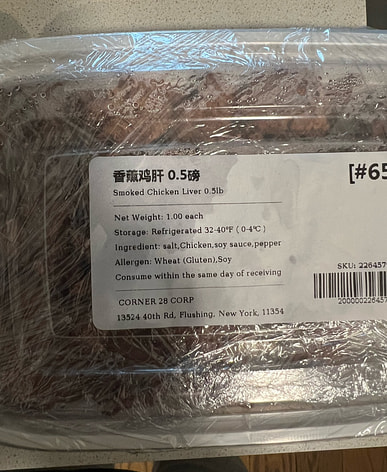 香薰鸡肝 0.5磅
[#65
Smoked Chicken Liver 0.5lb
Net Weight: 1.00 each
Storage: Refrigerated 32-40°F ( 0-4°C )
Ingredient: salt,Chicken,soy sauce,pepper
Allergen: Wheat (Gluten),Soy
Consume within the same day of receiving
SKU: 226457
CORNER 28 CORP
13524 40th Rd, Flushing, New York, 11354
200000226457